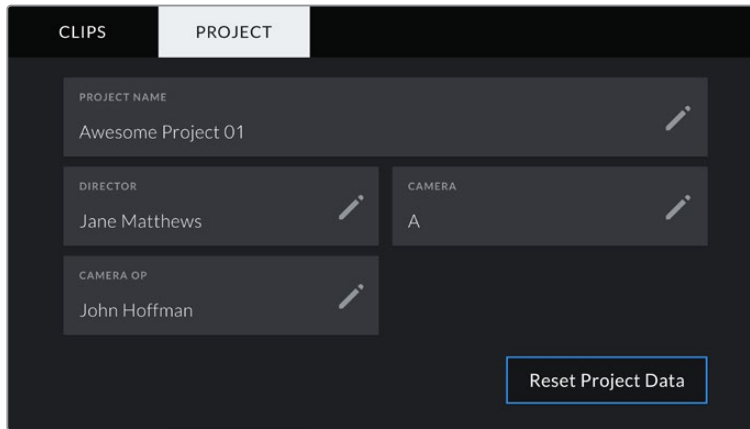 CLIPS PROJECT
PROJECT NAME
Awesome Project 01
DIRECTOR
Jane Matthews
CAMERA
A
CAMERA OP
John Hoffman
Reset Project Data